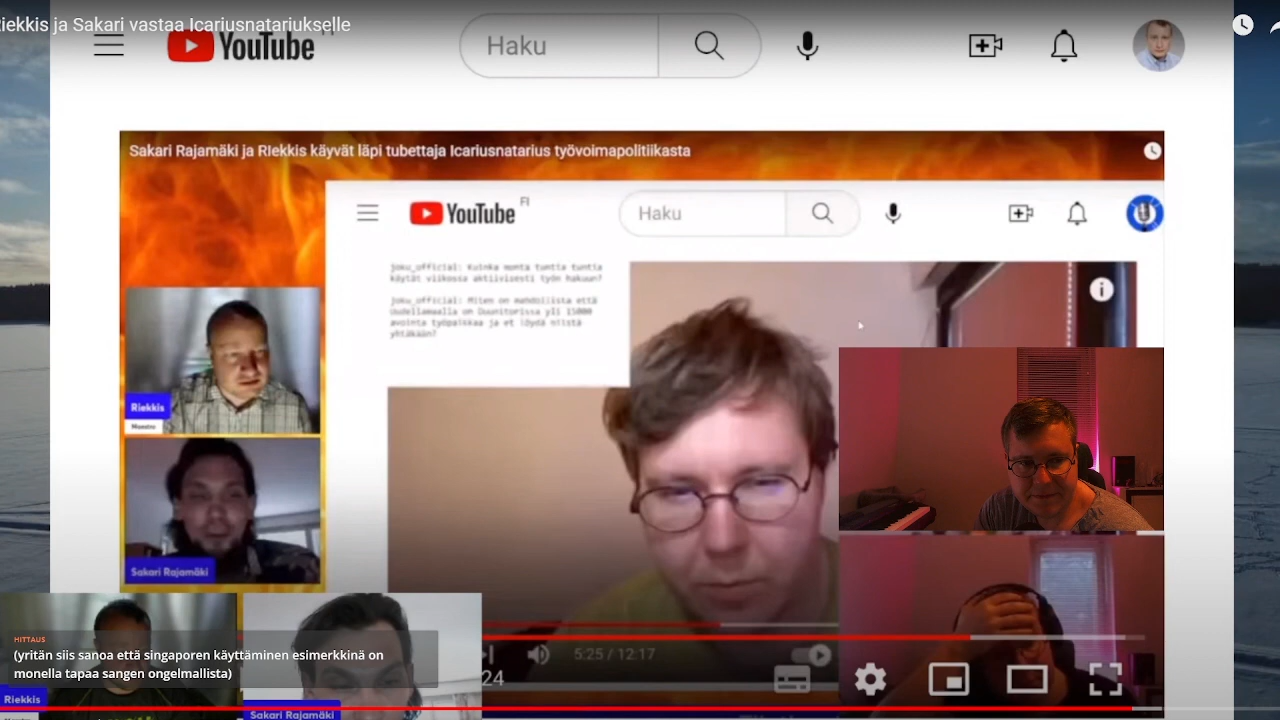 iekkis ja Sakari vastaa Icariusnatariukselle
YouTube
Haku
Sakari Rajamäki ja RIekkis käyvät läpi tubettaja Icariusnatarius työvoimapolitiikasta
YouTube FI
Haku
joku_official: Kuinka monta tuntia tuntia
käytät viikossa aktiivisesti työn hakuun?
joku_official: Miten on mahdollista että
Uudellamaalla on Duunitorissa yli 11000
avointa työpaikkaa ja et löydä niistä
yhtäkään?
Riekkis
Maestro
Sakari Rajamäki
5:25 / 12:17
24
HITTAUS
(yritän siis sanoa että singaporen käyttäminen esimerkkinä on
monella tapaa sangen ongelmallista)
Riekkis
Sakari Rajamäki